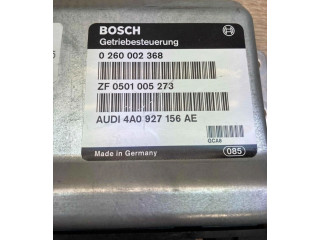 BOSCH
Getriebesteuerung
0 260 002 368
ZF 0501 005 273
AUDI 4A0 927 156 AE
GCA8
Made in Germany
085